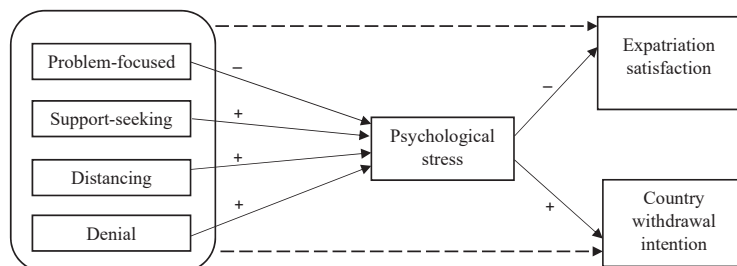 Problem-focused
Support-seeking
Distancing
Denial
–
+
+
+
Psychological
stress
–
+
Expatriation
satisfaction
Country
withdrawal
intention